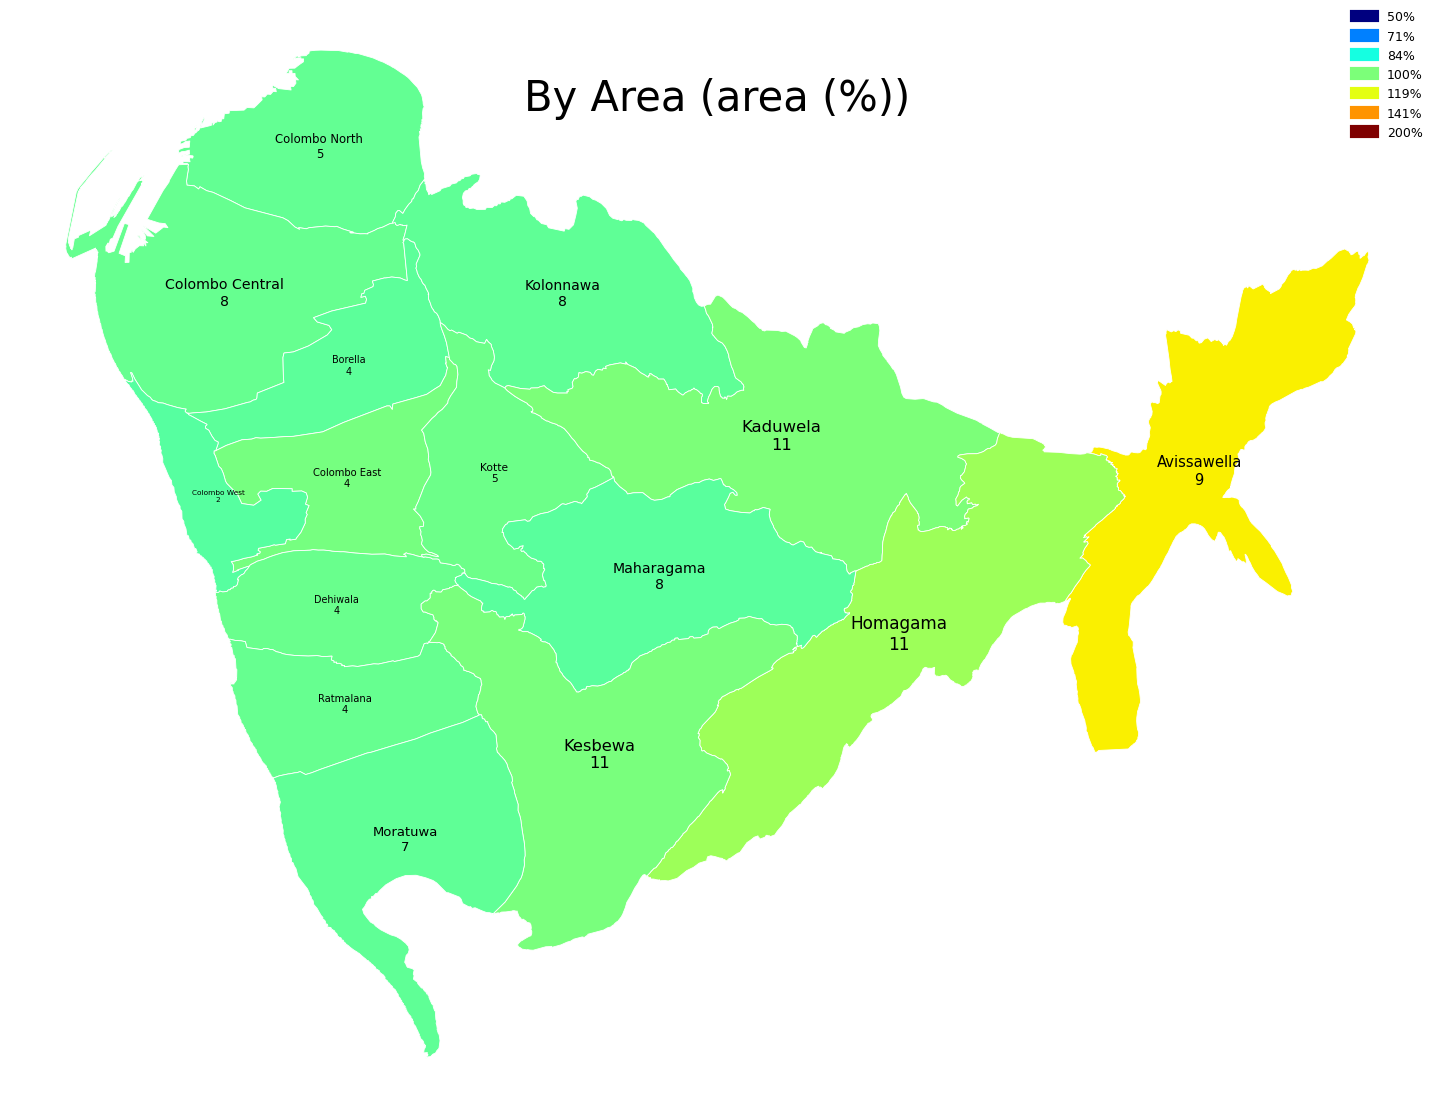 50%
71%
84%
100%
119%
141%
200%
By Area (area (%))
Colombo North
5
Colombo Central
8
Kolonnawa
8
Borella
4
Kaduwela
11
Avissawella
9
Kotte
5
Colombo East
4
Colombo West
2
Maharagama
8
Dehiwala
4
Homagama
11
Ratmalana
4
Kesbewa
11
Moratuwa
7